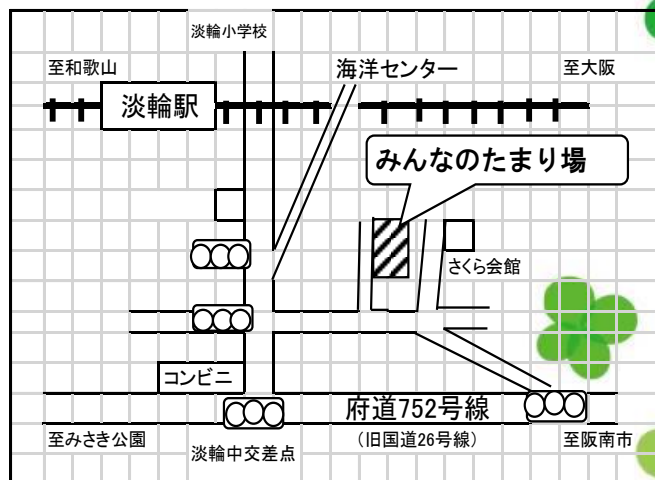 淡輪小学校
至和歌山
海洋センター
至大阪
淡輪駅
みんなのたまり場
さくら会館
コンビニ
府道752号線
至みさき公園
淡輪中交差点
(旧国道26号線)
至阪南市